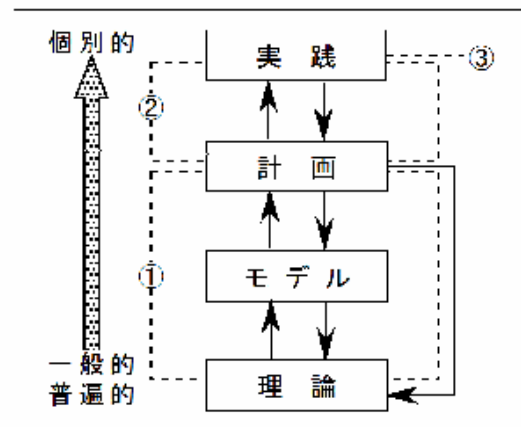 個別的
実践
③
②
計画
モデル
①
一般的
普遍的
理論